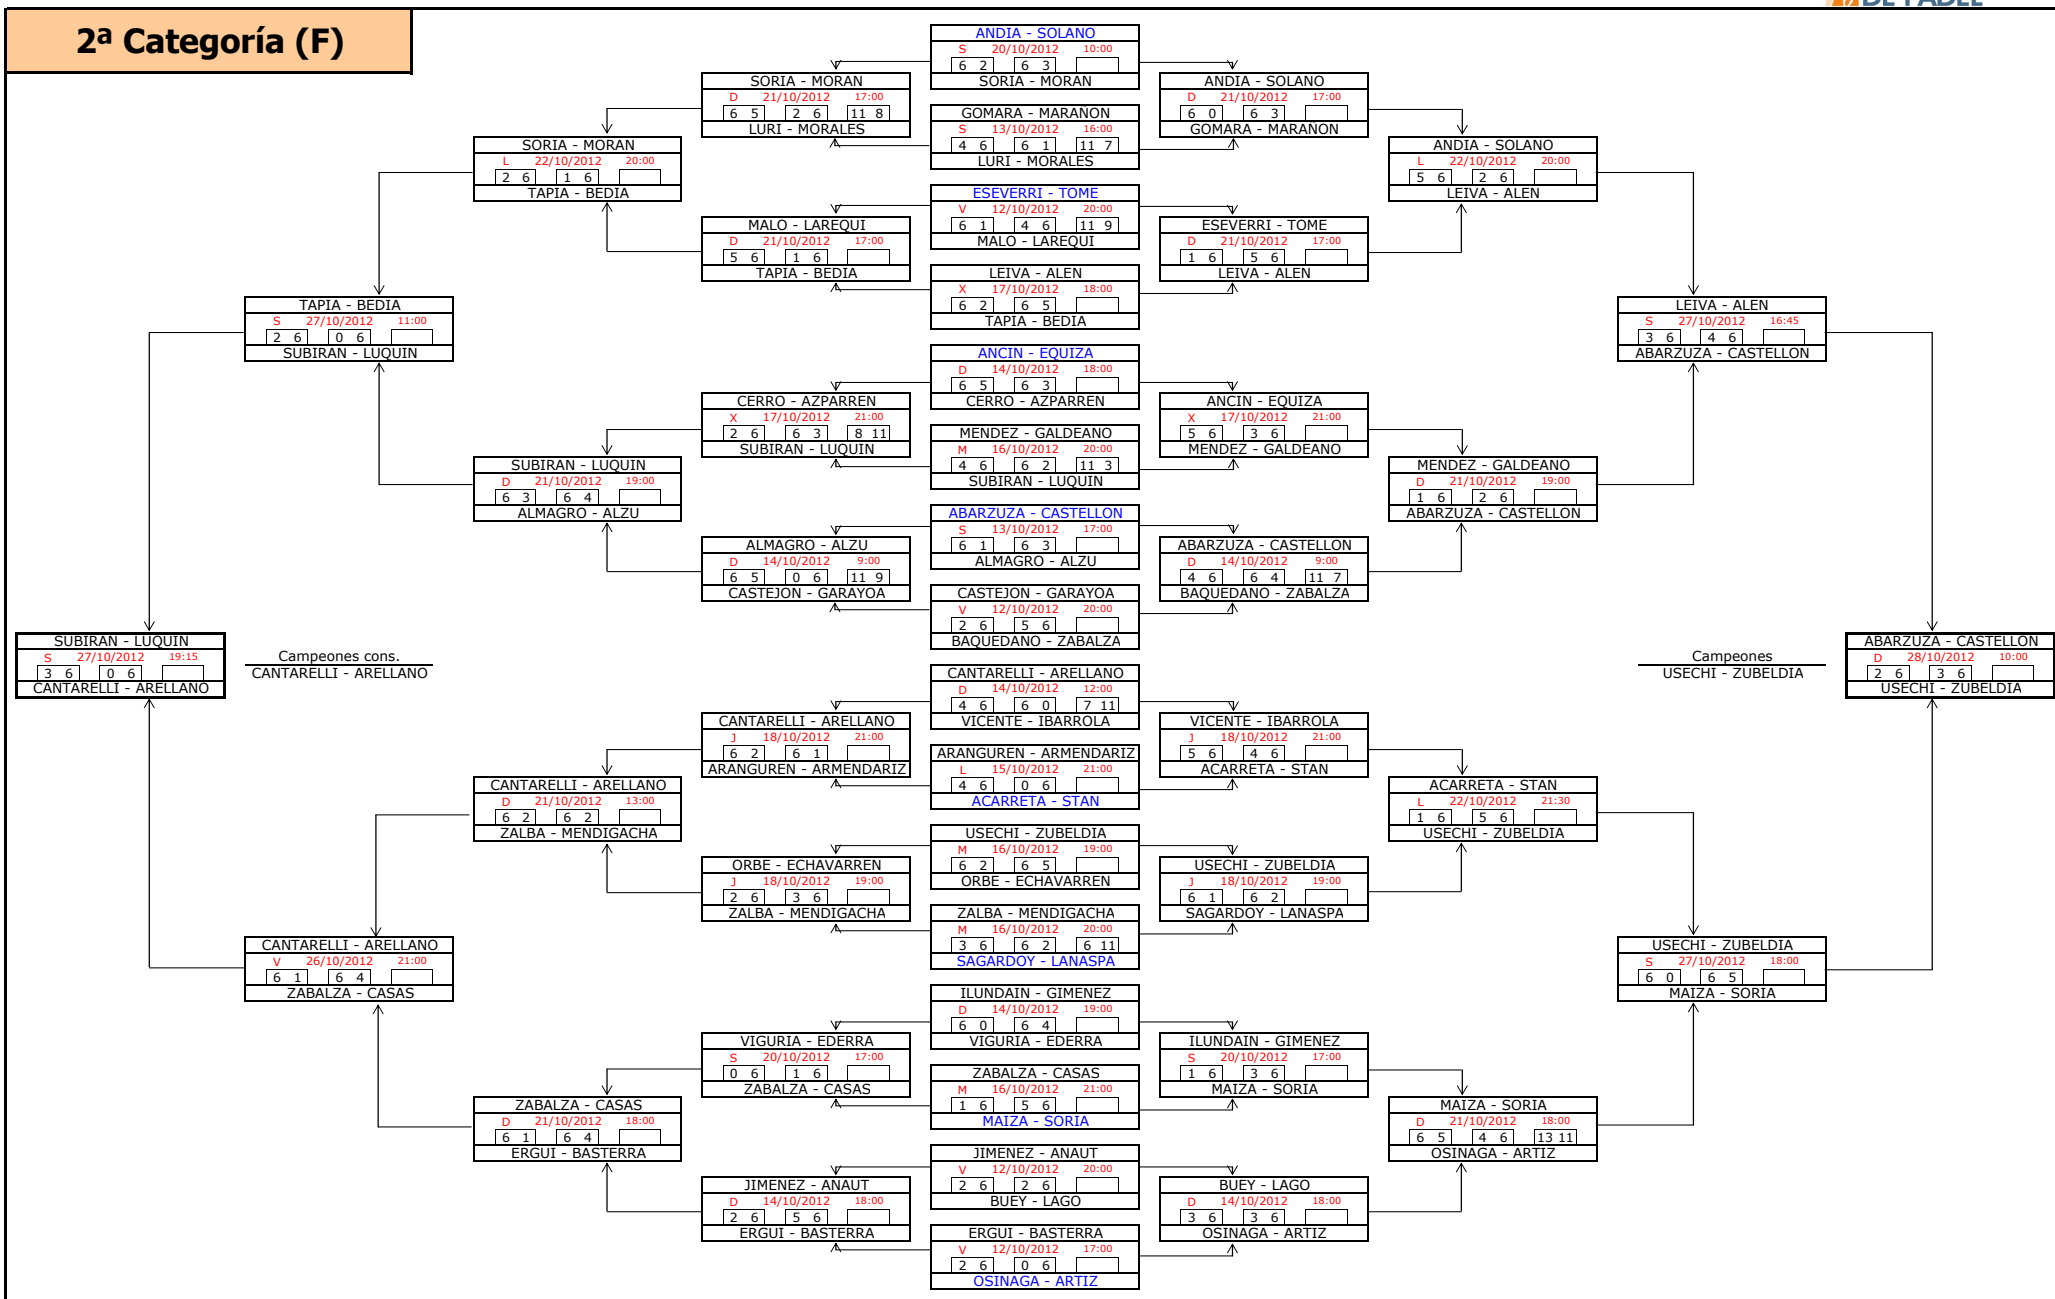 DE PADEL
2ª Categoría (F)
SUBIRAN - LUQUIN
S 27/10/2012 19:15
3 6 0 6
CANTARELLI - ARELLANO
Campeones cons.
CANTARELLI - ARELLANO
TAPIA - BEDIA
S 27/10/2012 11:00
2 6 0 6
SUBIRAN - LUQUIN
CANTARELLI - ARELLANO
V 26/10/2012 21:00
6 1 6 4
ZABALZA - CASAS
SORIA - MORAN
L 22/10/2012 20:00
2 6 1 6
TAPIA - BEDIA
SUBIRAN - LUQUIN
D 21/10/2012 19:00
6 3 6 4
ALMAGRO - ALZU
CANTARELLI - ARELLANO
D 21/10/2012 13:00
6 2 6 2
ZALBA - MENDIGACHA
ZABALZA - CASAS
D 21/10/2012 18:00
6 1 6 4
ERGUI - BASTERRA
SORIA - MORAN
D 21/10/2012 17:00
6 5 2 6 11 8
LURI - MORALES
MALO - LAREQUI
D 21/10/2012 17:00
5 6 1 6
TAPIA - BEDIA
CERRO - AZPARREN
X 17/10/2012 21:00
2 6 6 3 8 11
SUBIRAN - LUQUIN
ALMAGRO - ALZU
D 14/10/2012 9:00
6 5 0 6 11 9
CASTEJON - GARAYOA
CANTARELLI - ARELLANO
J 18/10/2012 21:00
6 2 6 1
ARANGUREN - ARMENDARIZ
ORBE - ECHAVARREN
J 18/10/2012 19:00
2 6 3 6
ZALBA - MENDIGACHA
VIGURIA - EDERRA
S 20/10/2012 17:00
0 6 1 6
ZABALZA - CASAS
JIMENEZ - ANAUT
D 14/10/2012 18:00
2 6 5 6
ERGUI - BASTERRA
ANDIA - SOLANO
S 20/10/2012 10:00
6 2 6 3
SORIA - MORAN
GOMARA - MARAÑON
S 13/10/2012 16:00
4 6 6 1 11 7
LURI - MORALES
ESEVERRI - TOME
V 12/10/2012 20:00
6 1 4 6 11 9
MALO - LAREQUI
LEIVA - ALEN
X 17/10/2012 18:00
6 2 6 5
TAPIA - BEDIA
ANCIN - EQUIZA
D 14/10/2012 18:00
6 5 6 3
CERRO - AZPARREN
MENDEZ - GALDEANO
M 16/10/2012 20:00
4 6 6 2 11 3
SUBIRAN - LUQUIN
ABARZUZA - CASTELLON
S 13/10/2012 17:00
6 1 6 3
ALMAGRO - ALZU
CASTEJON - GARAYOA
V 12/10/2012 20:00
2 6 5 6
BAQUEDANO - ZABALZA
CANTARELLI - ARELLANO
D 14/10/2012 12:00
4 6 6 0 7 11
VICENTE - IBARROLA
ARANGUREN - ARMENDARIZ
L 15/10/2012 21:00
4 6 0 6
ACARRETA - STAN
USECHI - ZUBELDIA
M 16/10/2012 19:00
6 2 6 5
ORBE - ECHAVARREN
ZALBA - MENDIGACHA
M 16/10/2012 20:00
3 6 6 2 6 11
SAGARDOY - LANASPA
ILUNDAIN - GIMENEZ
D 14/10/2012 19:00
6 0 6 4
VIGURIA - EDERRA
ZABALZA - CASAS
M 16/10/2012 21:00
1 6 5 6
MAIZA - SORIA
JIMENEZ - ANAUT
V 12/10/2012 20:00
2 6 2 6
BUEY - LAGO
ERGUI - BASTERRA
V 12/10/2012 17:00
2 6 0 6
OSINAGA - ARTIZ
ANDIA - SOLANO
D 21/10/2012 17:00
6 0 6 3
GOMARA - MARAÑON
ESEVERRI - TOME
D 21/10/2012 17:00
1 6 5 6
LEIVA - ALEN
ANCIN - EQUIZA
X 17/10/2012 21:00
5 6 3 6
MENDEZ - GALDEANO
ABARZUZA - CASTELLON
D 14/10/2012 9:00
4 6 6 4 11 7
BAQUEDANO - ZABALZA
VICENTE - IBARROLA
J 18/10/2012 21:00
5 6 4 6
ACARRETA - STAN
USECHI - ZUBELDIA
J 18/10/2012 19:00
6 1 6 2
SAGARDOY - LANASPA
ILUNDAIN - GIMENEZ
S 20/10/2012 17:00
1 6 3 6
MAIZA - SORIA
BUEY - LAGO
D 14/10/2012 18:00
3 6 3 6
OSINAGA - ARTIZ
ANDIA - SOLANO
L 22/10/2012 20:00
5 6 2 6
LEIVA - ALEN
MENDEZ - GALDEANO
D 21/10/2012 19:00
1 6 2 6
ABARZUZA - CASTELLON
ACARRETA - STAN
L 22/10/2012 21:30
1 6 5 6
USECHI - ZUBELDIA
MAIZA - SORIA
D 21/10/2012 18:00
6 5 4 6 13 11
OSINAGA - ARTIZ
LEIVA - ALEN
S 27/10/2012 16:45
3 6 4 6
ABARZUZA - CASTELLON
USECHI - ZUBELDIA
S 27/10/2012 18:00
6 0 6 5
MAIZA - SORIA
Campeones
USECHI - ZUBELDIA
ABARZUZA - CASTELLON
D 28/10/2012 10:00
2 6 3 6
USECHI - ZUBELDIA